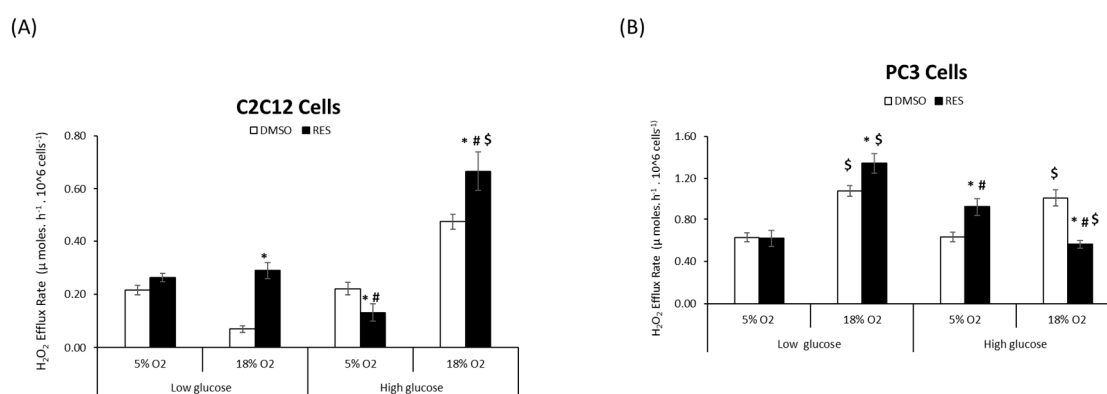 (A)
C2C12 Cells
DMSO RES
H₂O₂ Efflux Rate (µ moles. h⁻¹ . 10^6 cells⁻¹)
0.80
0.60
0.40
0.20
0.00
*
* #
* # $
5% O2 18% O2 5% O2 18% O2
Low glucose High glucose
(B)
PC3 Cells
DMSO RES
H₂O₂ Efflux Rate (µ moles. h⁻¹ . 10^6 cells⁻¹)
1.60
1.20
0.80
0.40
0.00
$
* $
* #
$
* # $
5% O2 18% O2 5% O2 18% O2
Low glucose High glucose